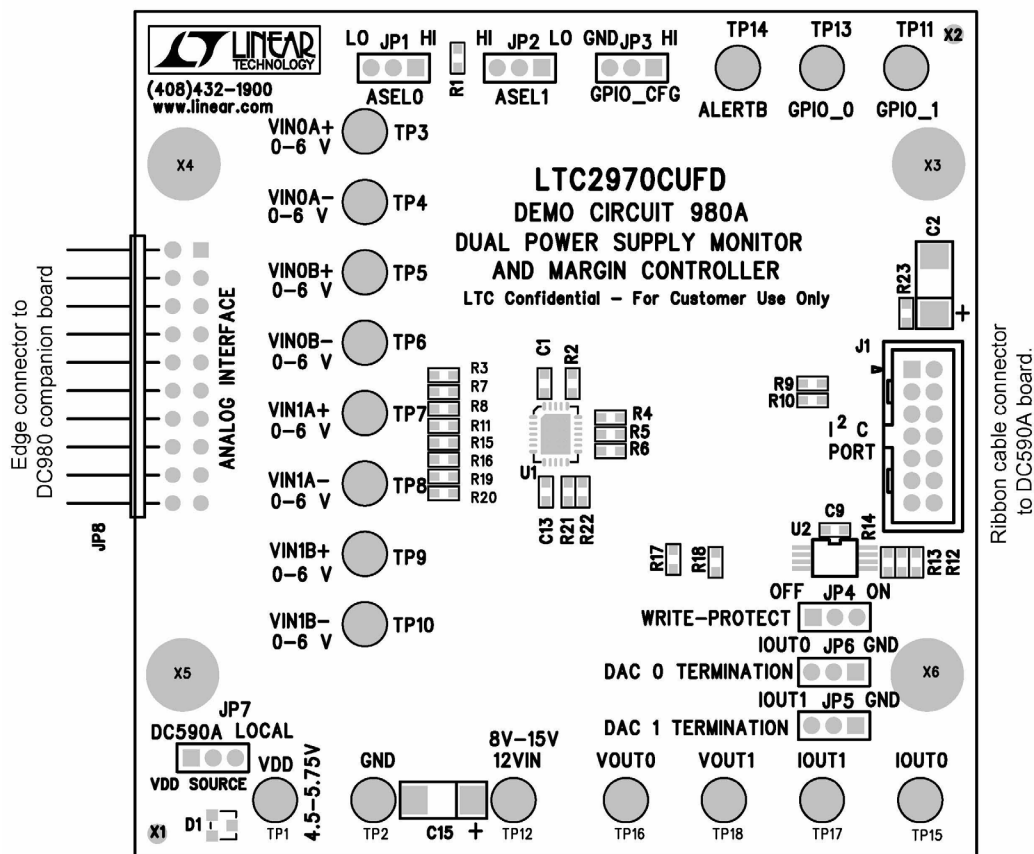 LINEAR
TECHNOLOGY
(408)432-1900
www.linear.com
LO JP1 HI
ASEL0
R1
HI JP2 LO
ASEL1
GND JP3 HI
GPIO_CFG
TP14
ALERTB
TP13
GPIO_0
TP11
GPIO_1
X2
X4
X3
VIN0A+
0-6 V
TP3
VIN0A-
0-6 V
TP4
VIN0B+
0-6 V
TP5
VIN0B-
0-6 V
TP6
VIN1A+
0-6 V
TP7
VIN1A-
0-6 V
TP8
VIN1B+
0-6 V
TP9
VIN1B-
0-6 V
TP10
LTC2970CUFD
DEMO CIRCUIT 980A
DUAL POWER SUPPLY MONITOR
AND MARGIN CONTROLLER
LTC Confidential – For Customer Use Only
C2
R23
+
Edge connector to
DC980 companion board
ANALOG INTERFACE
JP8
R3
R7
R8
R11
R15
R16
R19
R20
C1
R2
R4
R5
R6
U1
C13
R21
R22
R9
R10
J1
I2C
PORT
Ribbon cable connector
to DC590A board.
C9
U2
R14
R13
R12
R17
R18
OFF JP4 ON
WRITE-PROTECT
IOUT0 JP6 GND
DAC 0 TERMINATION
IOUT1 JP5 GND
DAC 1 TERMINATION
X5
X6
JP7
DC590A LOCAL
VDD SOURCE
D1
X1
VDD
TP1
4.5-5.75V
GND
TP2
C15 +
8V-15V
12VIN
TP12
VOUT0
TP16
VOUT1
TP18
IOUT1
TP17
IOUT0
TP15